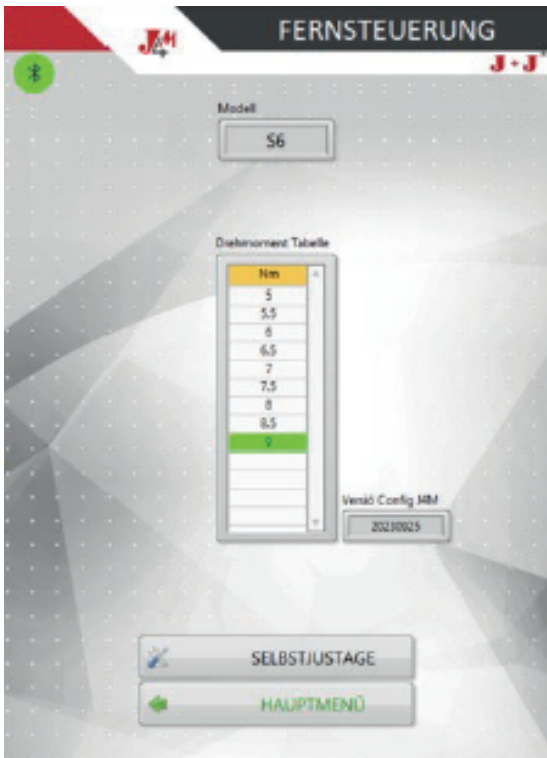 J4M
FERNSTEUERUNG
J+J
Modell
S6
Drehmoment Tabelle
Nm
5
5,5
6
6,5
7
7,5
8
8,5
9
Versió Config J4M
20230925
SELBSTJUSTAGE
HAUPTMENÜ